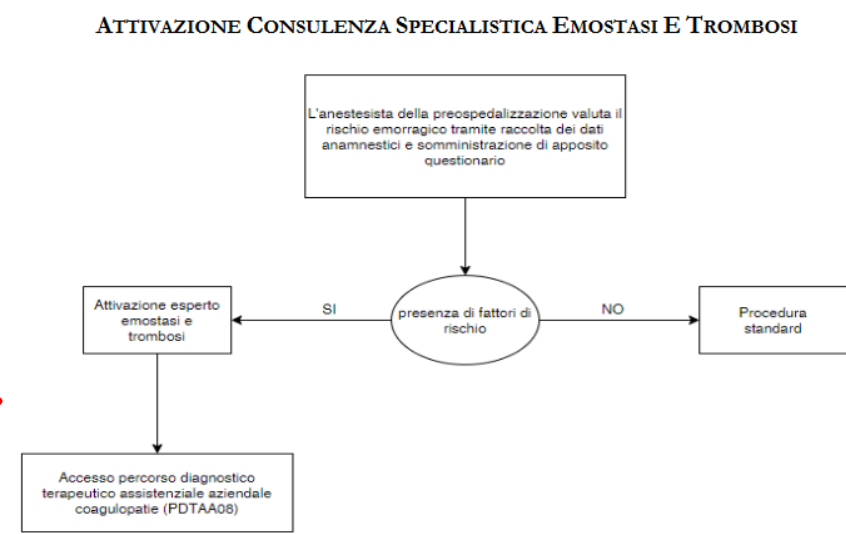 ATTIVAZIONE CONSULENZA SPECIALISTICA EMOSTASI E TROMBOSI
L'anestesista della preospedalizzazione valuta il
rischio emorragico tramite raccolta dei dati
anamnestici e somministrazione di apposito
questionario
Attivazione esperto
emostasi e
trombosi
SI
presenza di fattori di
rischio
NO
Procedura
standard
Accesso percorso diagnostico
terapeutico assistenziale aziendale
coagulopatie (PDTAA08)